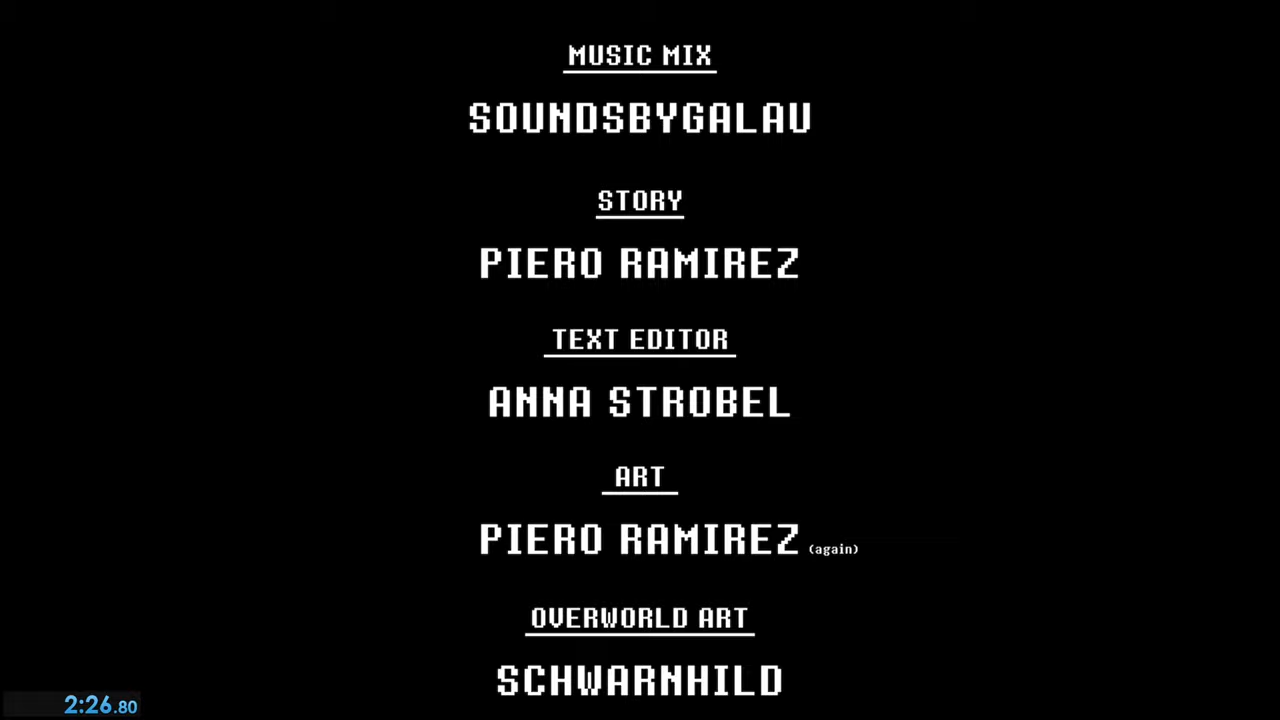 MUSIC MIX
SOUNDSBYGALAU
STORY
PIERO RAMIREZ
TEXT EDITOR
ANNA STROBEL
ART
PIERO RAMIREZ (again)
OVERWORLD ART
SCHWARNHILD
2:26.80